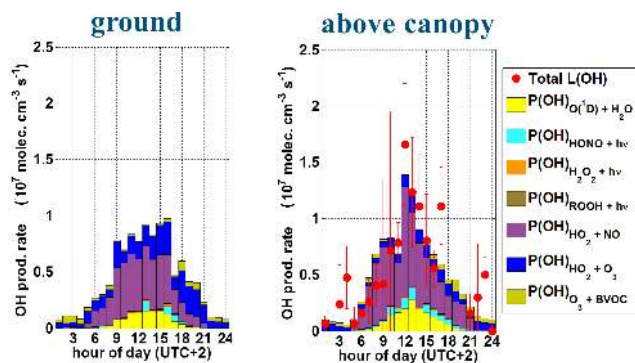 ground
above canopy
2.5
2
1.5
1
0.5
0
OH prod. rate (10⁷ molec. cm⁻³ s⁻¹)
3 6 9 12 15 18 21 24
hour of day (UTC+2)
2.5
2
1.5
1
0.5
0
OH prod. rate (10⁷ molec. cm⁻³ s⁻¹)
3 6 9 12 15 18 21 24
hour of day (UTC+2)
Total L(OH)
P(OH)O(¹D) + H₂O
P(OH)HONO + hν
P(OH)H₂O₂ + hν
P(OH)ROOH + hν
P(OH)HO₂ + NO
P(OH)HO₂ + O₃
P(OH)O₃ + BVOC